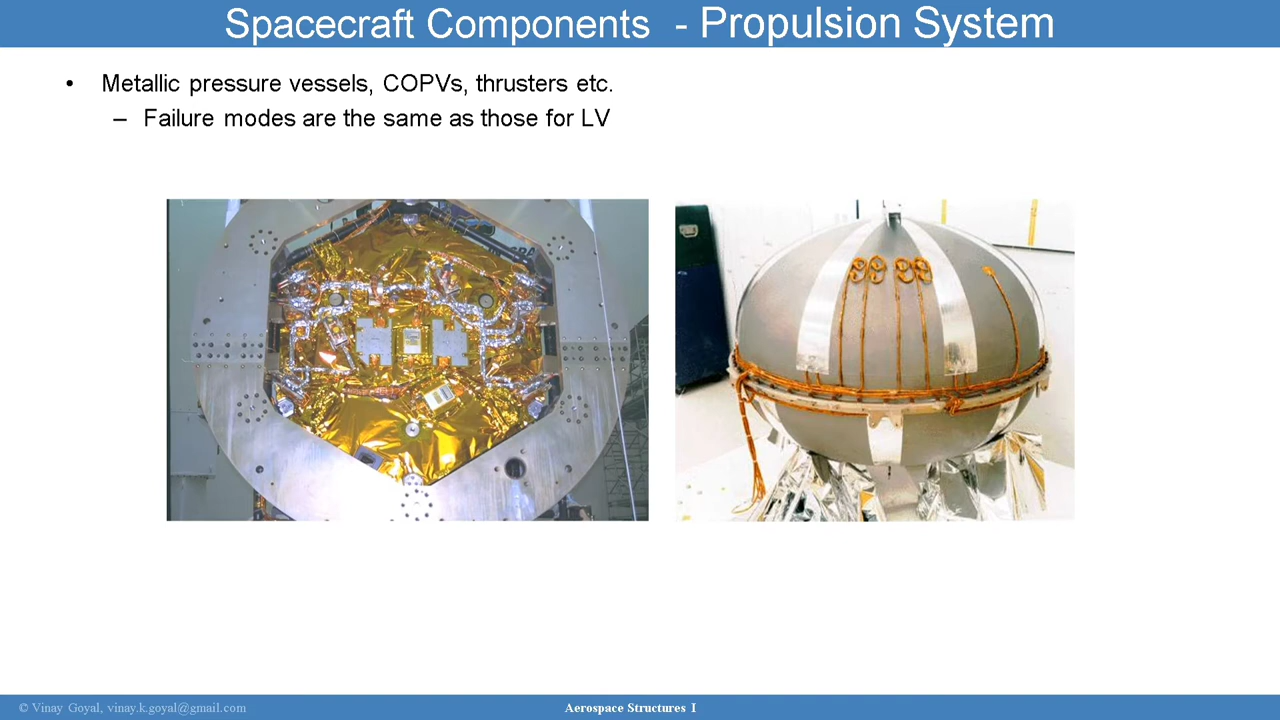 Spacecraft Components - Propulsion System
• Metallic pressure vessels, COPVs, thrusters etc.
– Failure modes are the same as those for LV
© Vinay Goyal, vinay.k.goyal@gmail.com
Aerospace Structures I